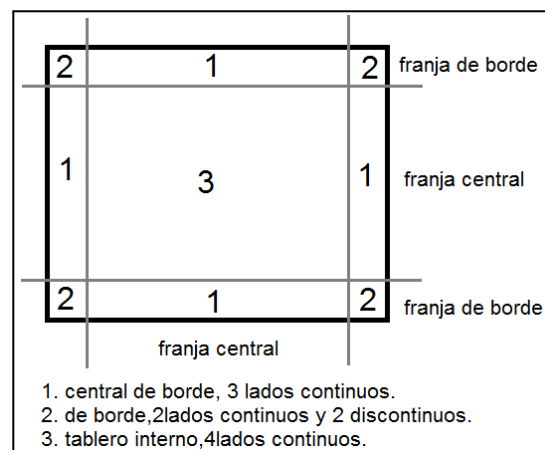 2 1 2 franja de borde
1 3 1 franja central
2 1 2 franja de borde
franja central
1. central de borde, 3 lados continuos.
2. de borde,2lados continuos y 2 discontinuos.
3. tablero interno,4lados continuos.